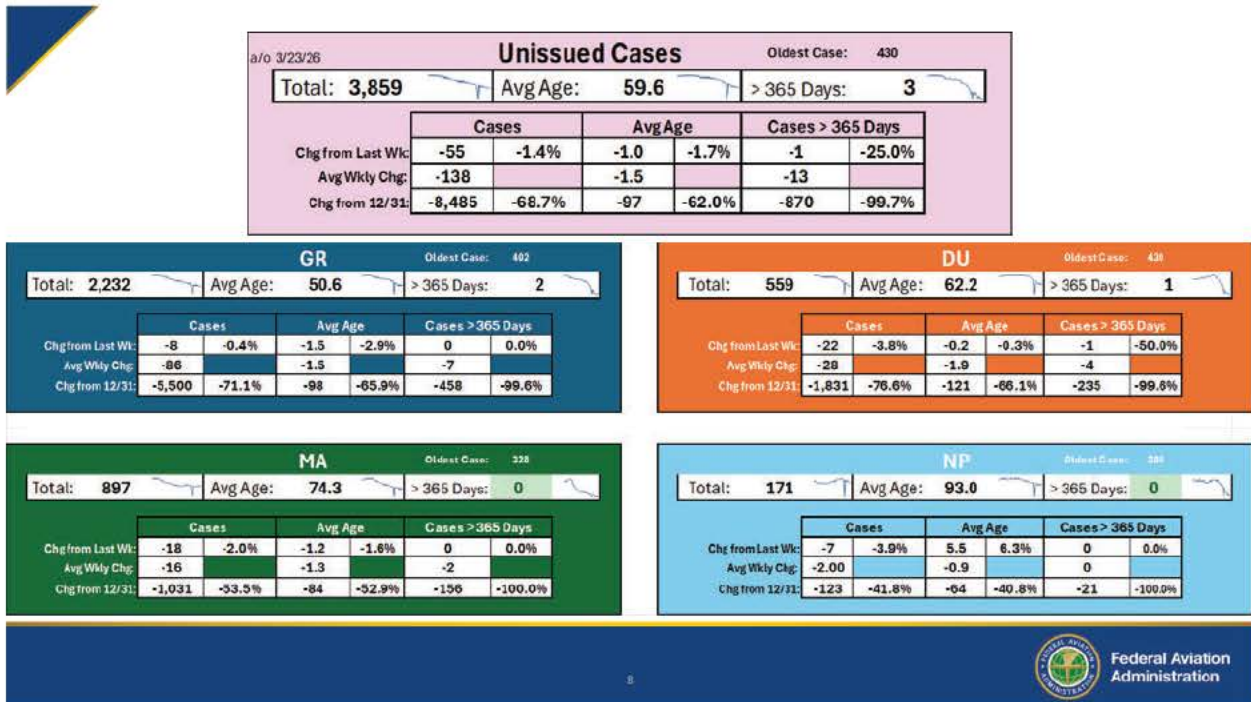 a/o 3/23/26 Unissued Cases Oldest Case: 430
Total: 3,859 Avg Age: 59.6 > 365 Days: 3
Cases Avg Age Cases > 365 Days
Chg from Last Wk: -55 -1.4% -1.0 -1.7% -1 -25.0%
Avg Wkly Chg: -138 -1.5 -13
Chg from 12/31: -8,485 -68.7% -97 -62.0% -870 -99.7%
GR Oldest Case: 402
Total: 2,232 Avg Age: 50.6 > 365 Days: 2
Cases Avg Age Cases >365 Days
Chg from Last Wk: -8 -0.4% -1.5 -2.9% 0 0.0%
Avg Wkly Chg: -86 -1.5 -7
Chg from 12/31: -5,500 -71.1% -98 -65.9% -458 -99.6%
DU Oldest Case: 430
Total: 559 Avg Age: 62.2 > 365 Days: 1
Cases Avg Age Cases > 365 Days
Chg from Last Wk: -22 -3.8% -0.2 -0.3% -1 -50.0%
Avg Wkly Chg: -28 -1.9 -4
Chg from 12/31: -1,831 -76.6% -121 -66.1% -235 -99.6%
MA Oldest Case: 328
Total: 897 Avg Age: 74.3 > 365 Days: 0
Cases Avg Age Cases >365 Days
Chg from Last Wk: -18 -2.0% -1.2 -1.6% 0 0.0%
Avg Wkly Chg: -16 -1.3 -2
Chg from 12/31: -1,031 -53.5% -84 -52.9% -156 -100.0%
NP Oldest Case:
Total: 171 Avg Age: 93.0 > 365 Days: 0
Cases Avg Age Cases > 365 Days
Chg from Last Wk: -7 -3.9% 5.5 6.3% 0 0.0%
Avg Wkly Chg: -2.00 -0.9 0
Chg from 12/31: -123 -41.8% -64 -40.8% -21 -100.0%
8
Federal Aviation
Administration